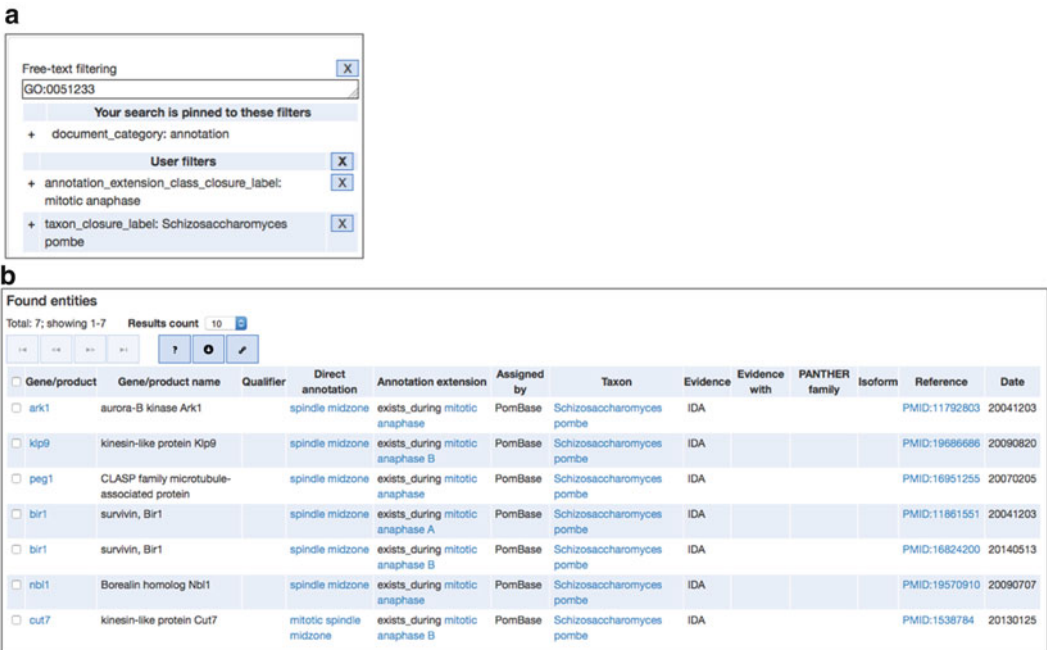 a
Free-text filtering X
GO:0051233
Your search is pinned to these filters
+ document_category: annotation
User filters X
+ annotation_extension_class_closure_label: X
mitotic anaphase
+ taxon_closure_label: Schizosaccharomyces X
pombe
b
Found entities
Total: 7; showing 1-7 Results count 10
?
Gene/product Gene/product name Qualifier Direct annotation Annotation extension Assigned by Taxon Evidence Evidence with PANTHER family Isoform Reference Date
ark1 aurora-B kinase Ark1 spindle midzone exists_during mitotic PomBase Schizosaccharomyces IDA PMID:11792803 20041203
anaphase pombe
klp9 kinesin-like protein Klp9 spindle midzone exists_during mitotic PomBase Schizosaccharomyces IDA PMID:19686686 20090820
anaphase B pombe
peg1 CLASP family microtubule- spindle midzone exists_during mitotic PomBase Schizosaccharomyces IDA PMID:16951255 20070205
associated protein anaphase pombe
bir1 survivin, Bir1 spindle midzone exists_during mitotic PomBase Schizosaccharomyces IDA PMID:11861551 20041203
anaphase A pombe
bir1 survivin, Bir1 spindle midzone exists_during mitotic PomBase Schizosaccharomyces IDA PMID:16824200 20140513
anaphase B pombe
nbl1 Borealin homolog Nbl1 spindle midzone exists_during mitotic PomBase Schizosaccharomyces IDA PMID:19570910 20090707
anaphase pombe
cut7 kinesin-like protein Cut7 mitotic spindle exists_during mitotic PomBase Schizosaccharomyces IDA PMID:1538784 20130125
midzone anaphase B pombe